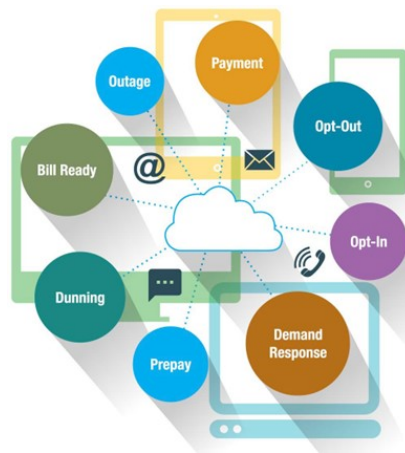 Payment
Outage
Opt-Out
Bill Ready
@
Opt-In
Dunning
Demand
Response
Prepay